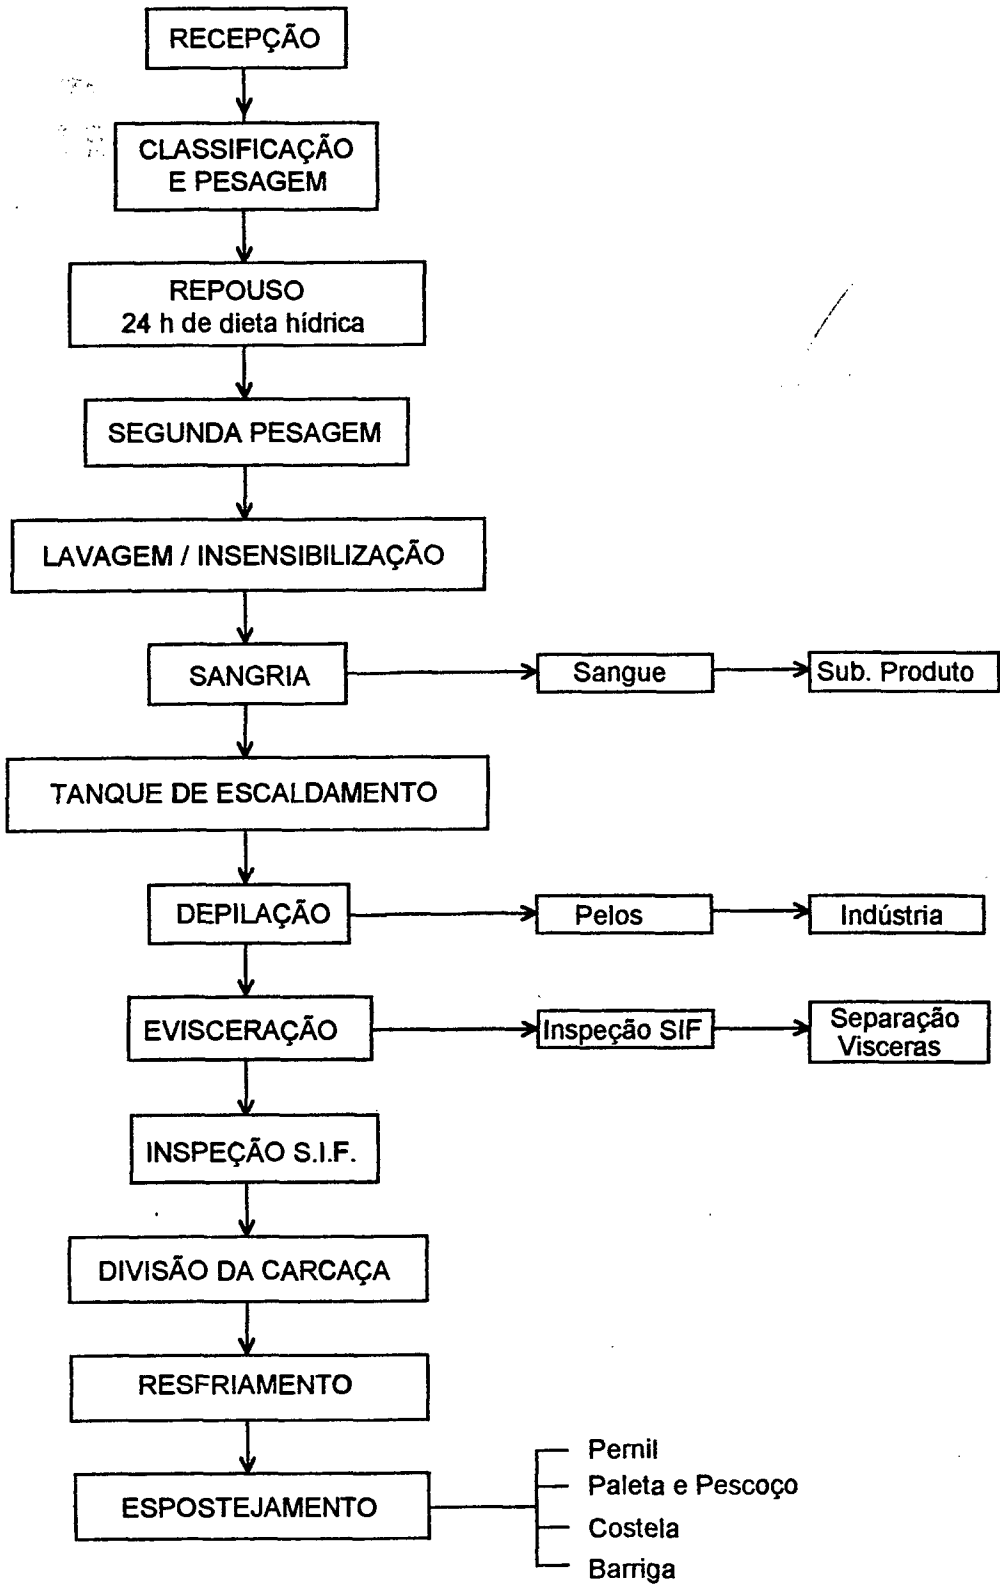 RECEPÇÃO
CLASSIFICAÇÃO
E PESAGEM
REPOUSO
24 h de dieta hídrica
SEGUNDA PESAGEM
LAVAGEM / INSENSIBILIZAÇÃO
SANGRIA
Sangue
Sub. Produto
TANQUE DE ESCALDAMENTO
DEPILAÇÃO
Pelos
Indústria
EVISCERAÇÃO
Inspeção SIF
Separação
Visceras
INSPEÇÃO S.I.F.
DIVISÃO DA CARCAÇA
RESFRIAMENTO
ESPOSTEJAMENTO
Pernil
Paleta e Pescoço
Costela
Barriga